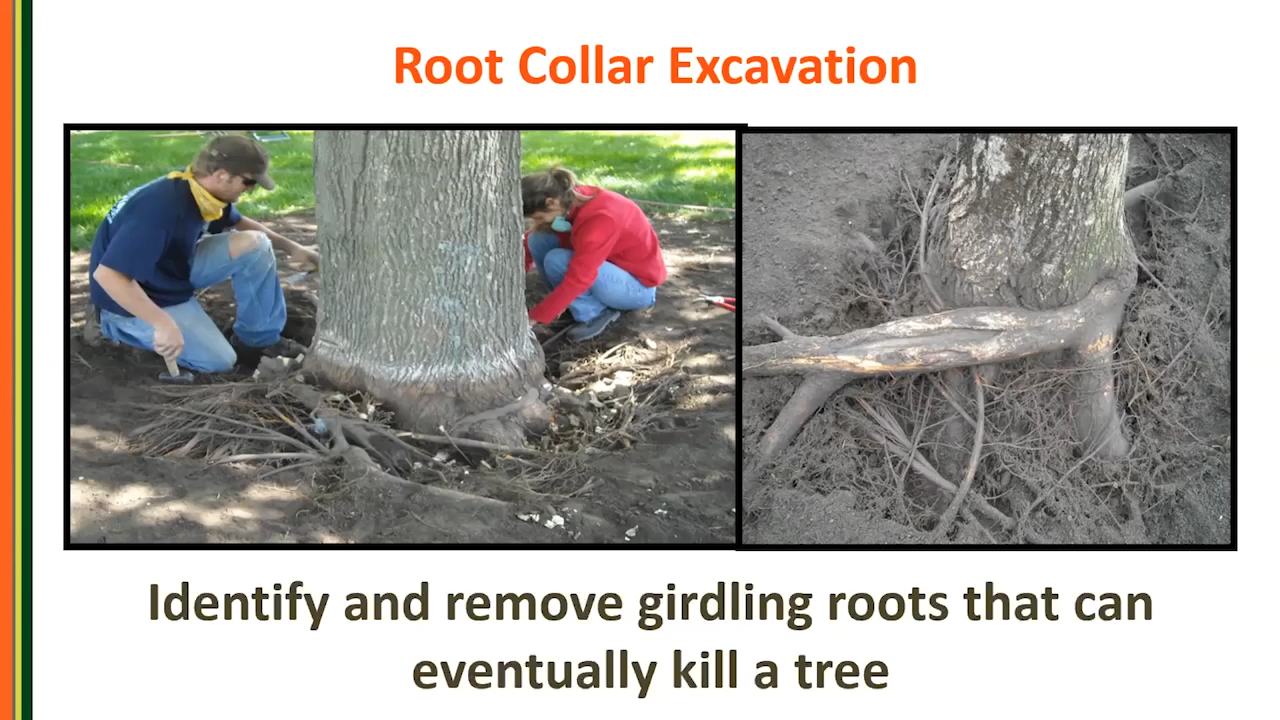 Root Collar Excavation
Identify and remove girdling roots that can
eventually kill a tree